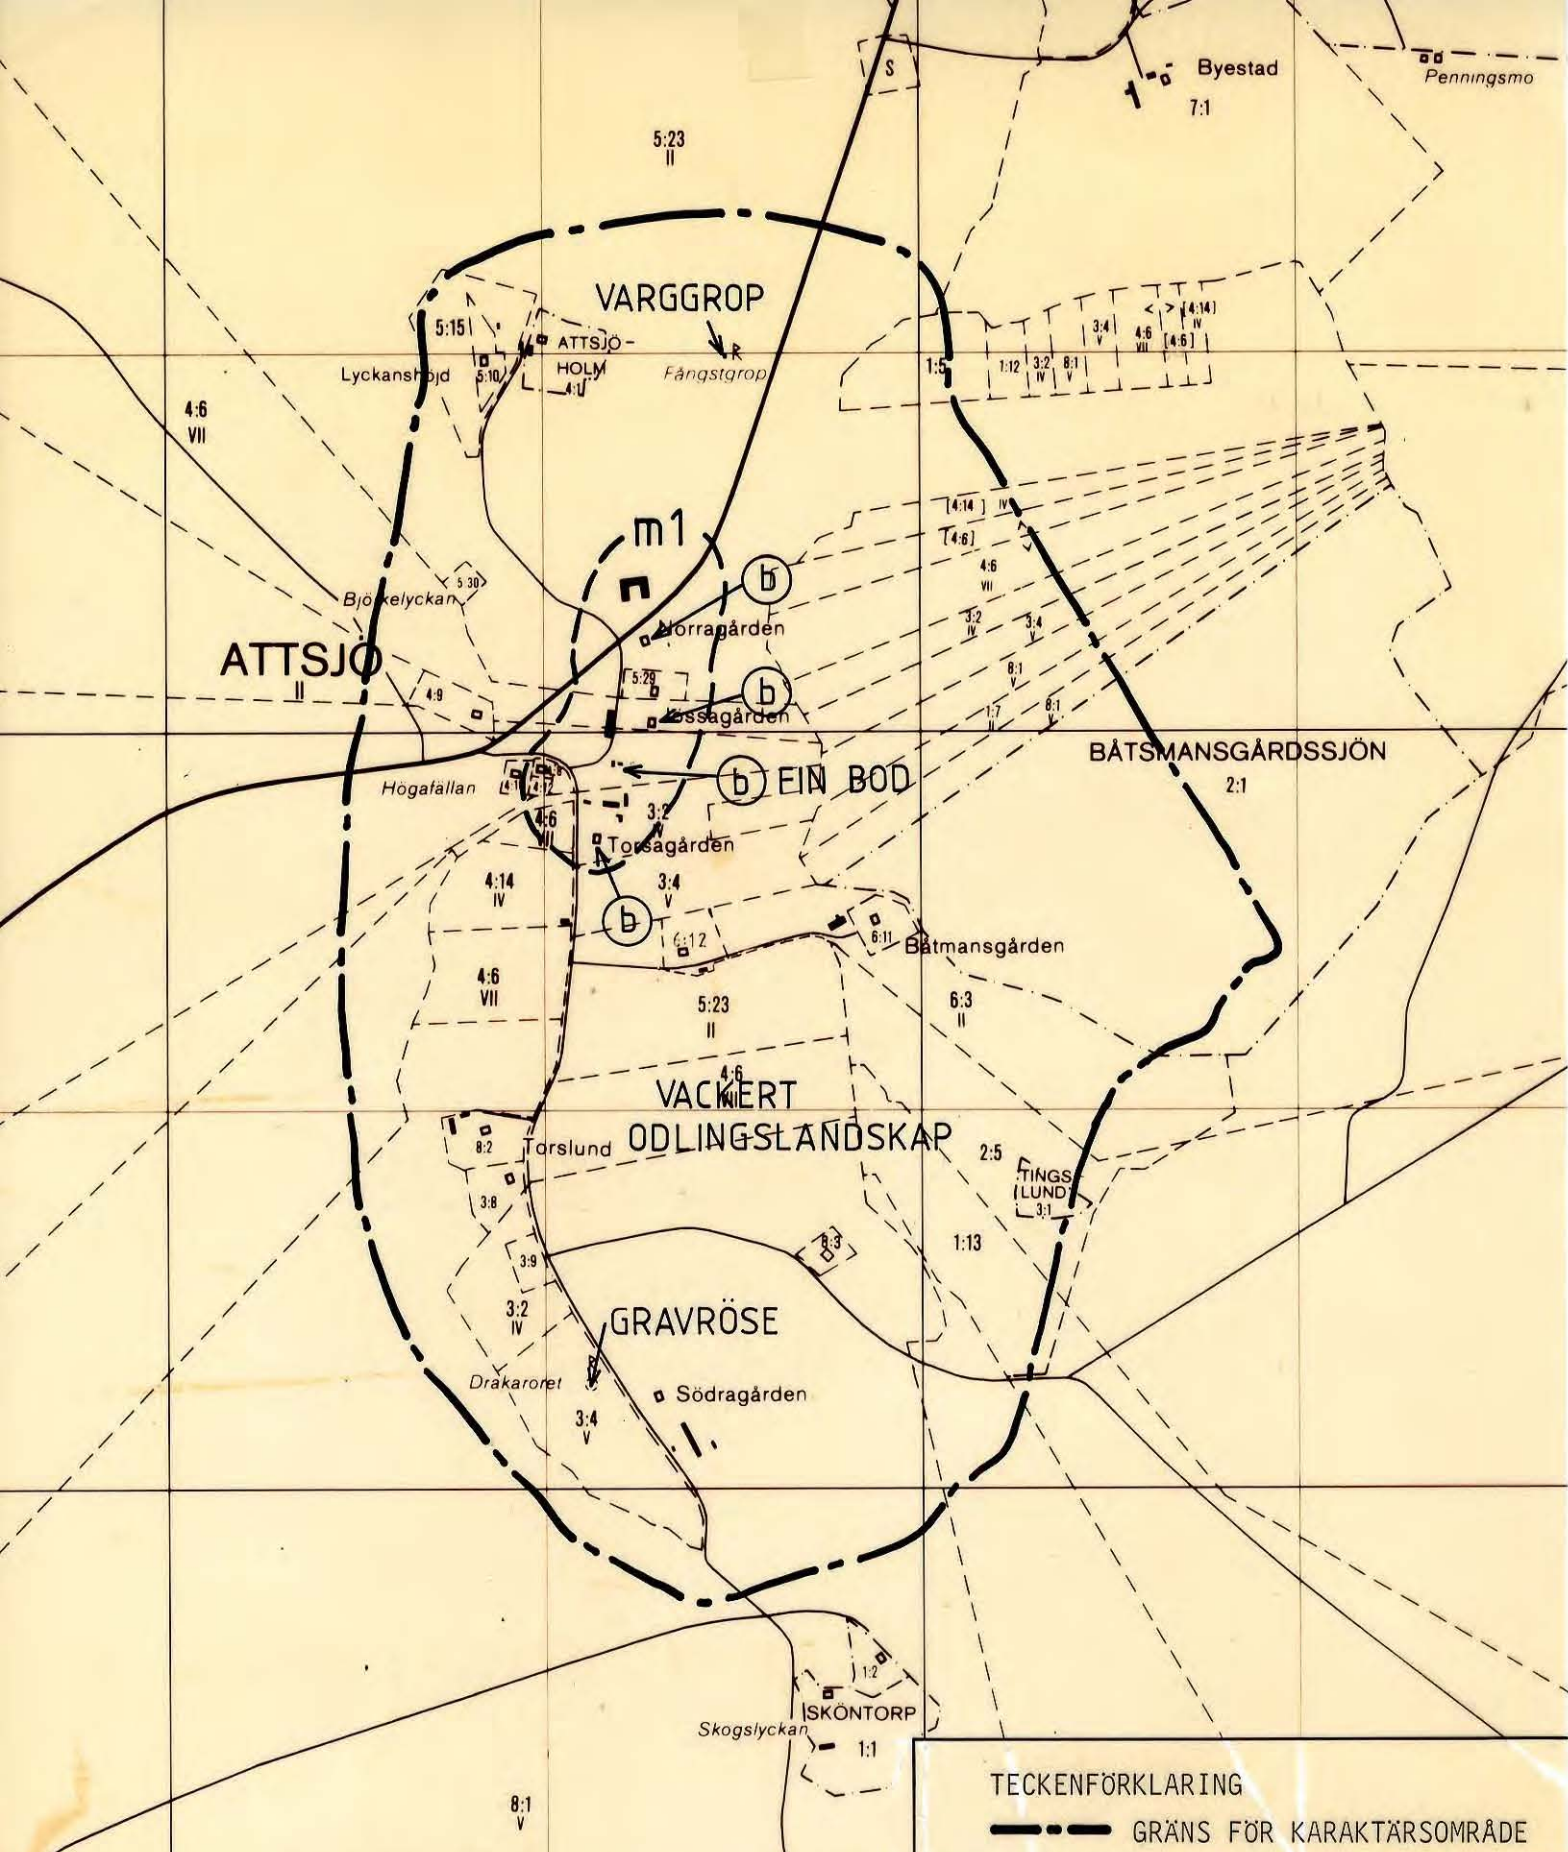 S
Byestad
7:1
Penningsmo
5:23
II
VARGGROP
R
Fångstgrop
5:15
ATTSJÖ-
HOLM
4:1
Lyckanshöjd
5:10
4:6
VII
1:5
1:12
3:2
IV
8:1
V
3:4
V
4:6
VII
< >
[4:14]
IV
[4:6]
[4:14]
IV
[4:6]
4:6
VII
3:2
IV
3:4
V
8:1
V
1:7
II
8:1
V
m1
b
Norragården
5:30
Björkelyckan
ATTSJÖ
II
4:9
5:29
b
Jössagården
BÅTSMANSGÅRDSSJÖN
2:1
Högafällan
4:12
b EIN BOD
4:6
VII
3:2
V
Torsagården
4:14
IV
3:4
V
b
6:12
6:11
Båtmansgården
4:6
VII
5:23
II
6:3
II
4:6
VII
VACKERT
ODLINGSLANDSKAP
8:2
Torslund
2:5
TINGS-
LUND
3:1
3:8
8:3
1:13
3:9
3:2
IV
GRAVRÖSE
R
Drakaroret
Södragården
3:4
V
1:2
SKÖNTORP
Skogslyckan
1:1
8:1
V
TECKENFÖRKLARING
GRÄNS FÖR KARAKTÄRSOMRÅDE